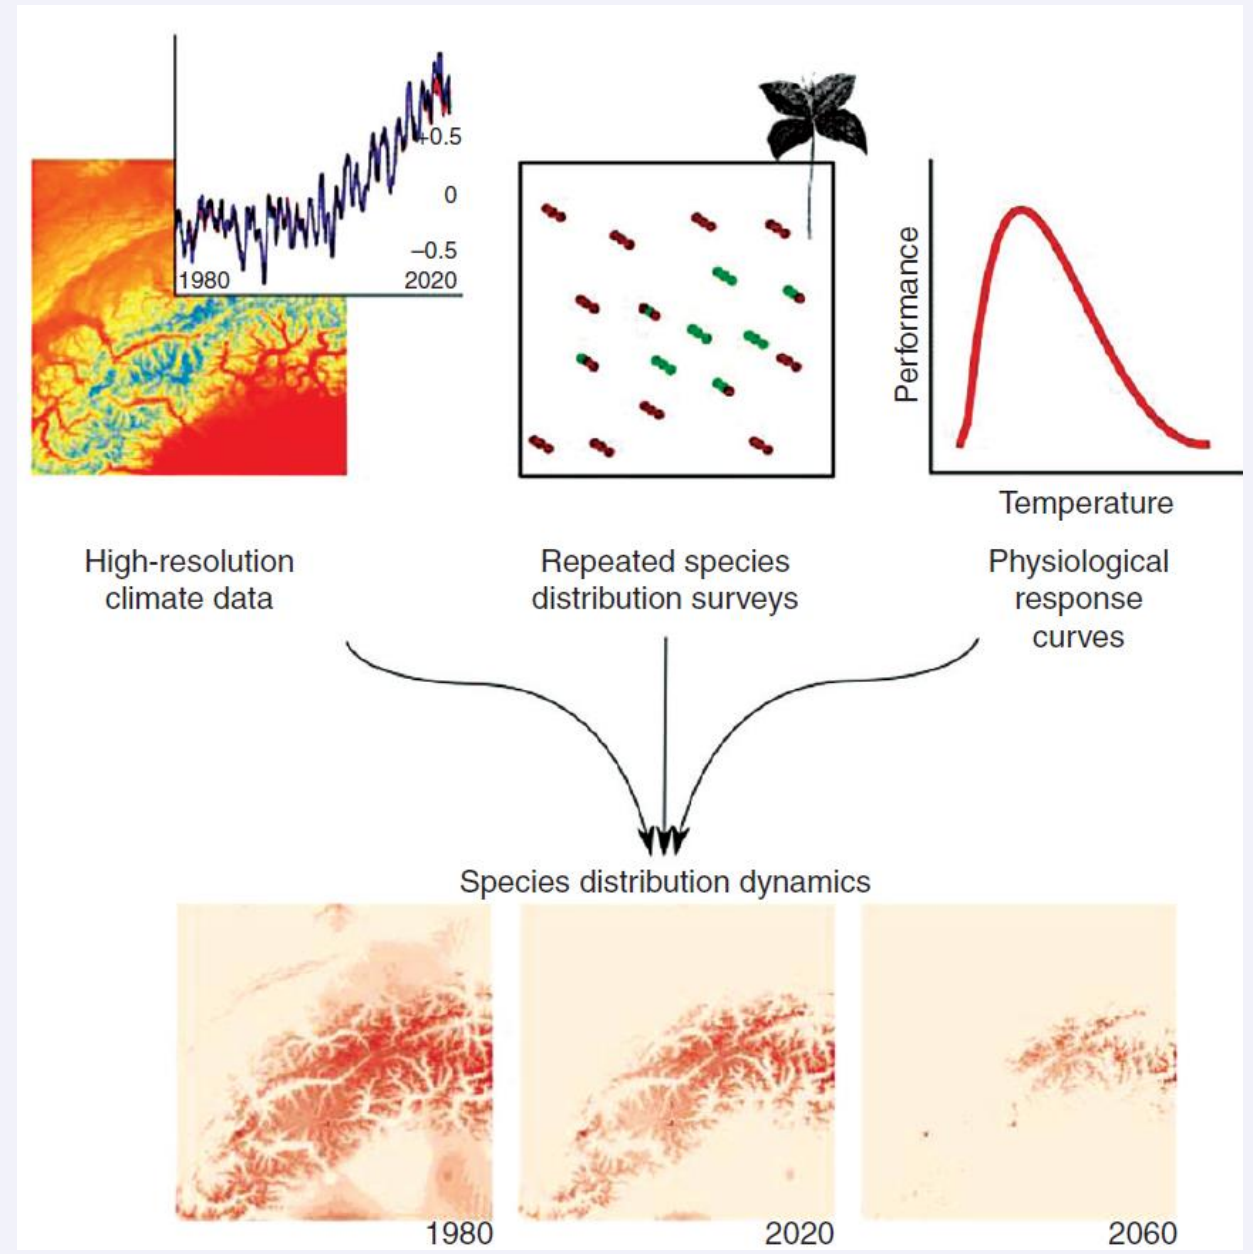 +0.5
0
–0.5
1980
2020
Performance
Temperature
High-resolution
climate data
Repeated species
distribution surveys
Physiological
response
curves
Species distribution dynamics
1980
2020
2060